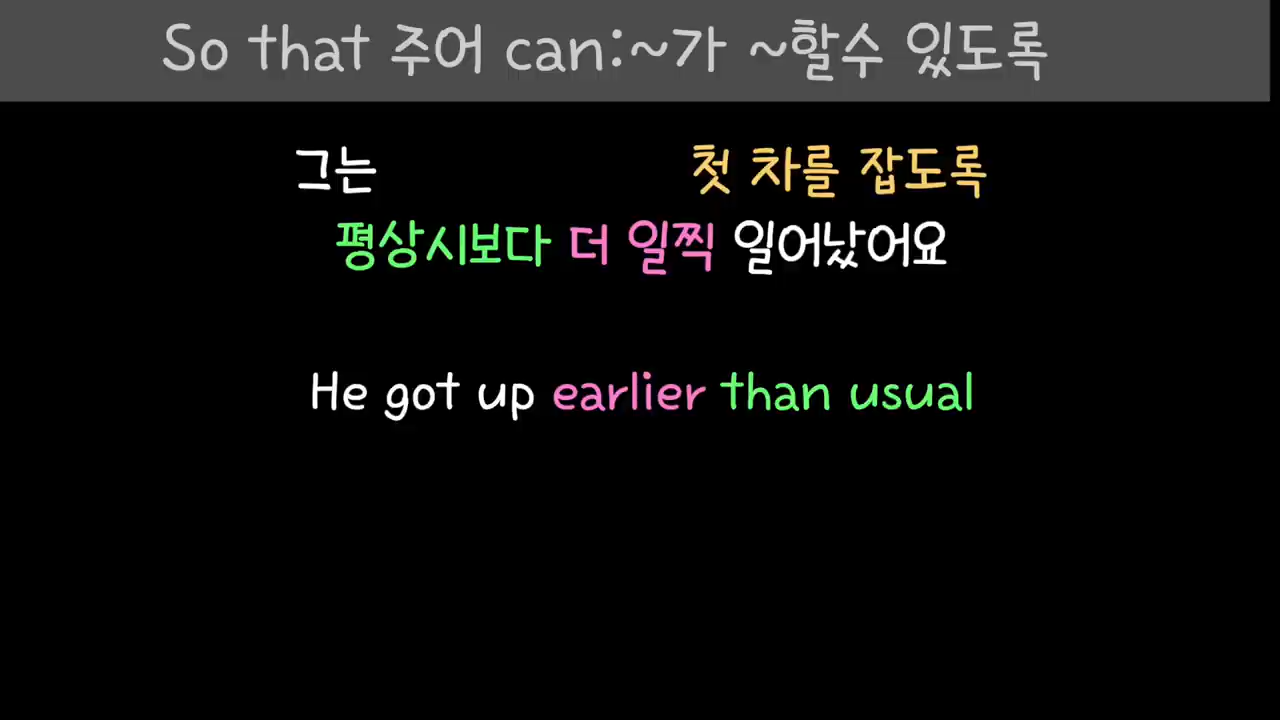 So that 주어 can:~가 ~할수 있도록
그는 첫 차를 잡도록
평상시보다 더 일찍 일어났어요
He got up earlier than usual